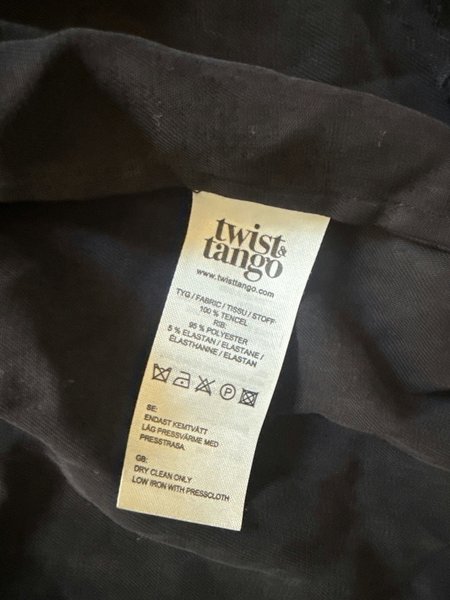 twist &
tango
www.twisttango.com
TYG / FABRIC / TISSU / STOFF
100 % TENCEL
RIB:
95 % POLYESTER
5 % ELASTAN / ELASTANE /
ÉLASTHANNE / ELASTAN
P
SE:
ENDAST KEMTVÄTT
LÅG PRESSVÄRME MED
PRESSTRASA.
GB:
DRY CLEAN ONLY
LOW IRON WITH PRESSCLOTH